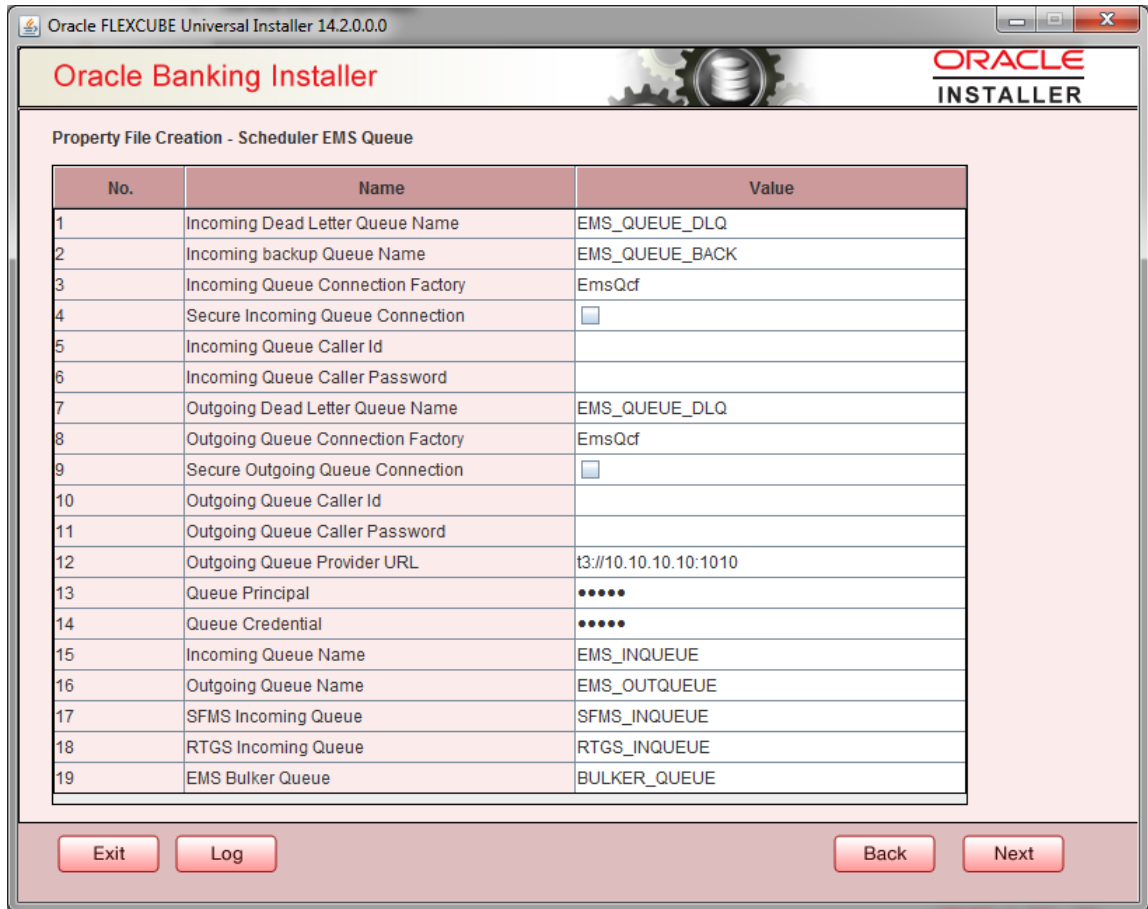 Oracle FLEXCUBE Universal Installer 14.2.0.0.0
Oracle Banking Installer
ORACLE
INSTALLER
Property File Creation - Scheduler EMS Queue
No. Name Value
1 Incoming Dead Letter Queue Name EMS_QUEUE_DLQ
2 Incoming backup Queue Name EMS_QUEUE_BACK
3 Incoming Queue Connection Factory EmsQcf
4 Secure Incoming Queue Connection
5 Incoming Queue Caller Id
6 Incoming Queue Caller Password
7 Outgoing Dead Letter Queue Name EMS_QUEUE_DLQ
8 Outgoing Queue Connection Factory EmsQcf
9 Secure Outgoing Queue Connection
10 Outgoing Queue Caller Id
11 Outgoing Queue Caller Password
12 Outgoing Queue Provider URL t3://10.10.10.10:1010
13 Queue Principal •••••
14 Queue Credential •••••
15 Incoming Queue Name EMS_INQUEUE
16 Outgoing Queue Name EMS_OUTQUEUE
17 SFMS Incoming Queue SFMS_INQUEUE
18 RTGS Incoming Queue RTGS_INQUEUE
19 EMS Bulker Queue BULKER_QUEUE
Exit Log Back Next